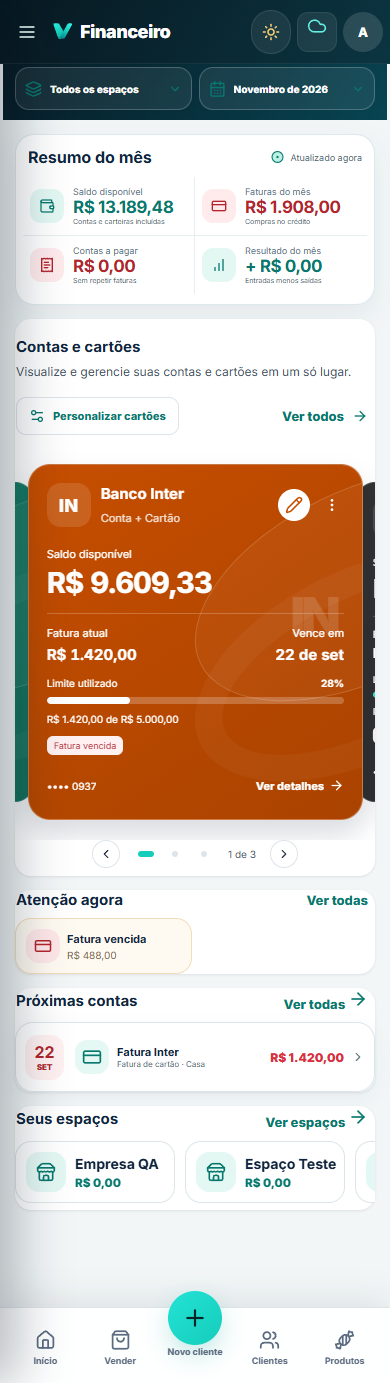 Financeiro
A
Todos os espaços
Novembro de 2026
Resumo do mês
Atualizado agora
Saldo disponível
R$ 13.189,48
Contas e carteiras incluídas
Faturas do mês
R$ 1.908,00
Compras no crédito
Contas a pagar
R$ 0,00
Sem repetir faturas
Resultado do mês
+ R$ 0,00
Entradas menos saídas
Contas e cartões
Visualize e gerencie suas contas e cartões em um só lugar.
Personalizar cartões
Ver todos
IN
Banco Inter
Conta + Cartão
Saldo disponível
R$ 9.609,33
IN
Fatura atual
Vence em
R$ 1.420,00
22 de set
Limite utilizado
28%
R$ 1.420,00 de R$ 5.000,00
Fatura vencida
•••• 0937
Ver detalhes
1 de 3
Atenção agora
Ver todas
Fatura vencida
R$ 488,00
Próximas contas
Ver todas
22
SET
Fatura Inter
Fatura de cartão · Casa
R$ 1.420,00
Seus espaços
Ver espaços
Empresa QA
R$ 0,00
Espaço Teste
R$ 0,00
Início
Vender
Novo cliente
Clientes
Produtos